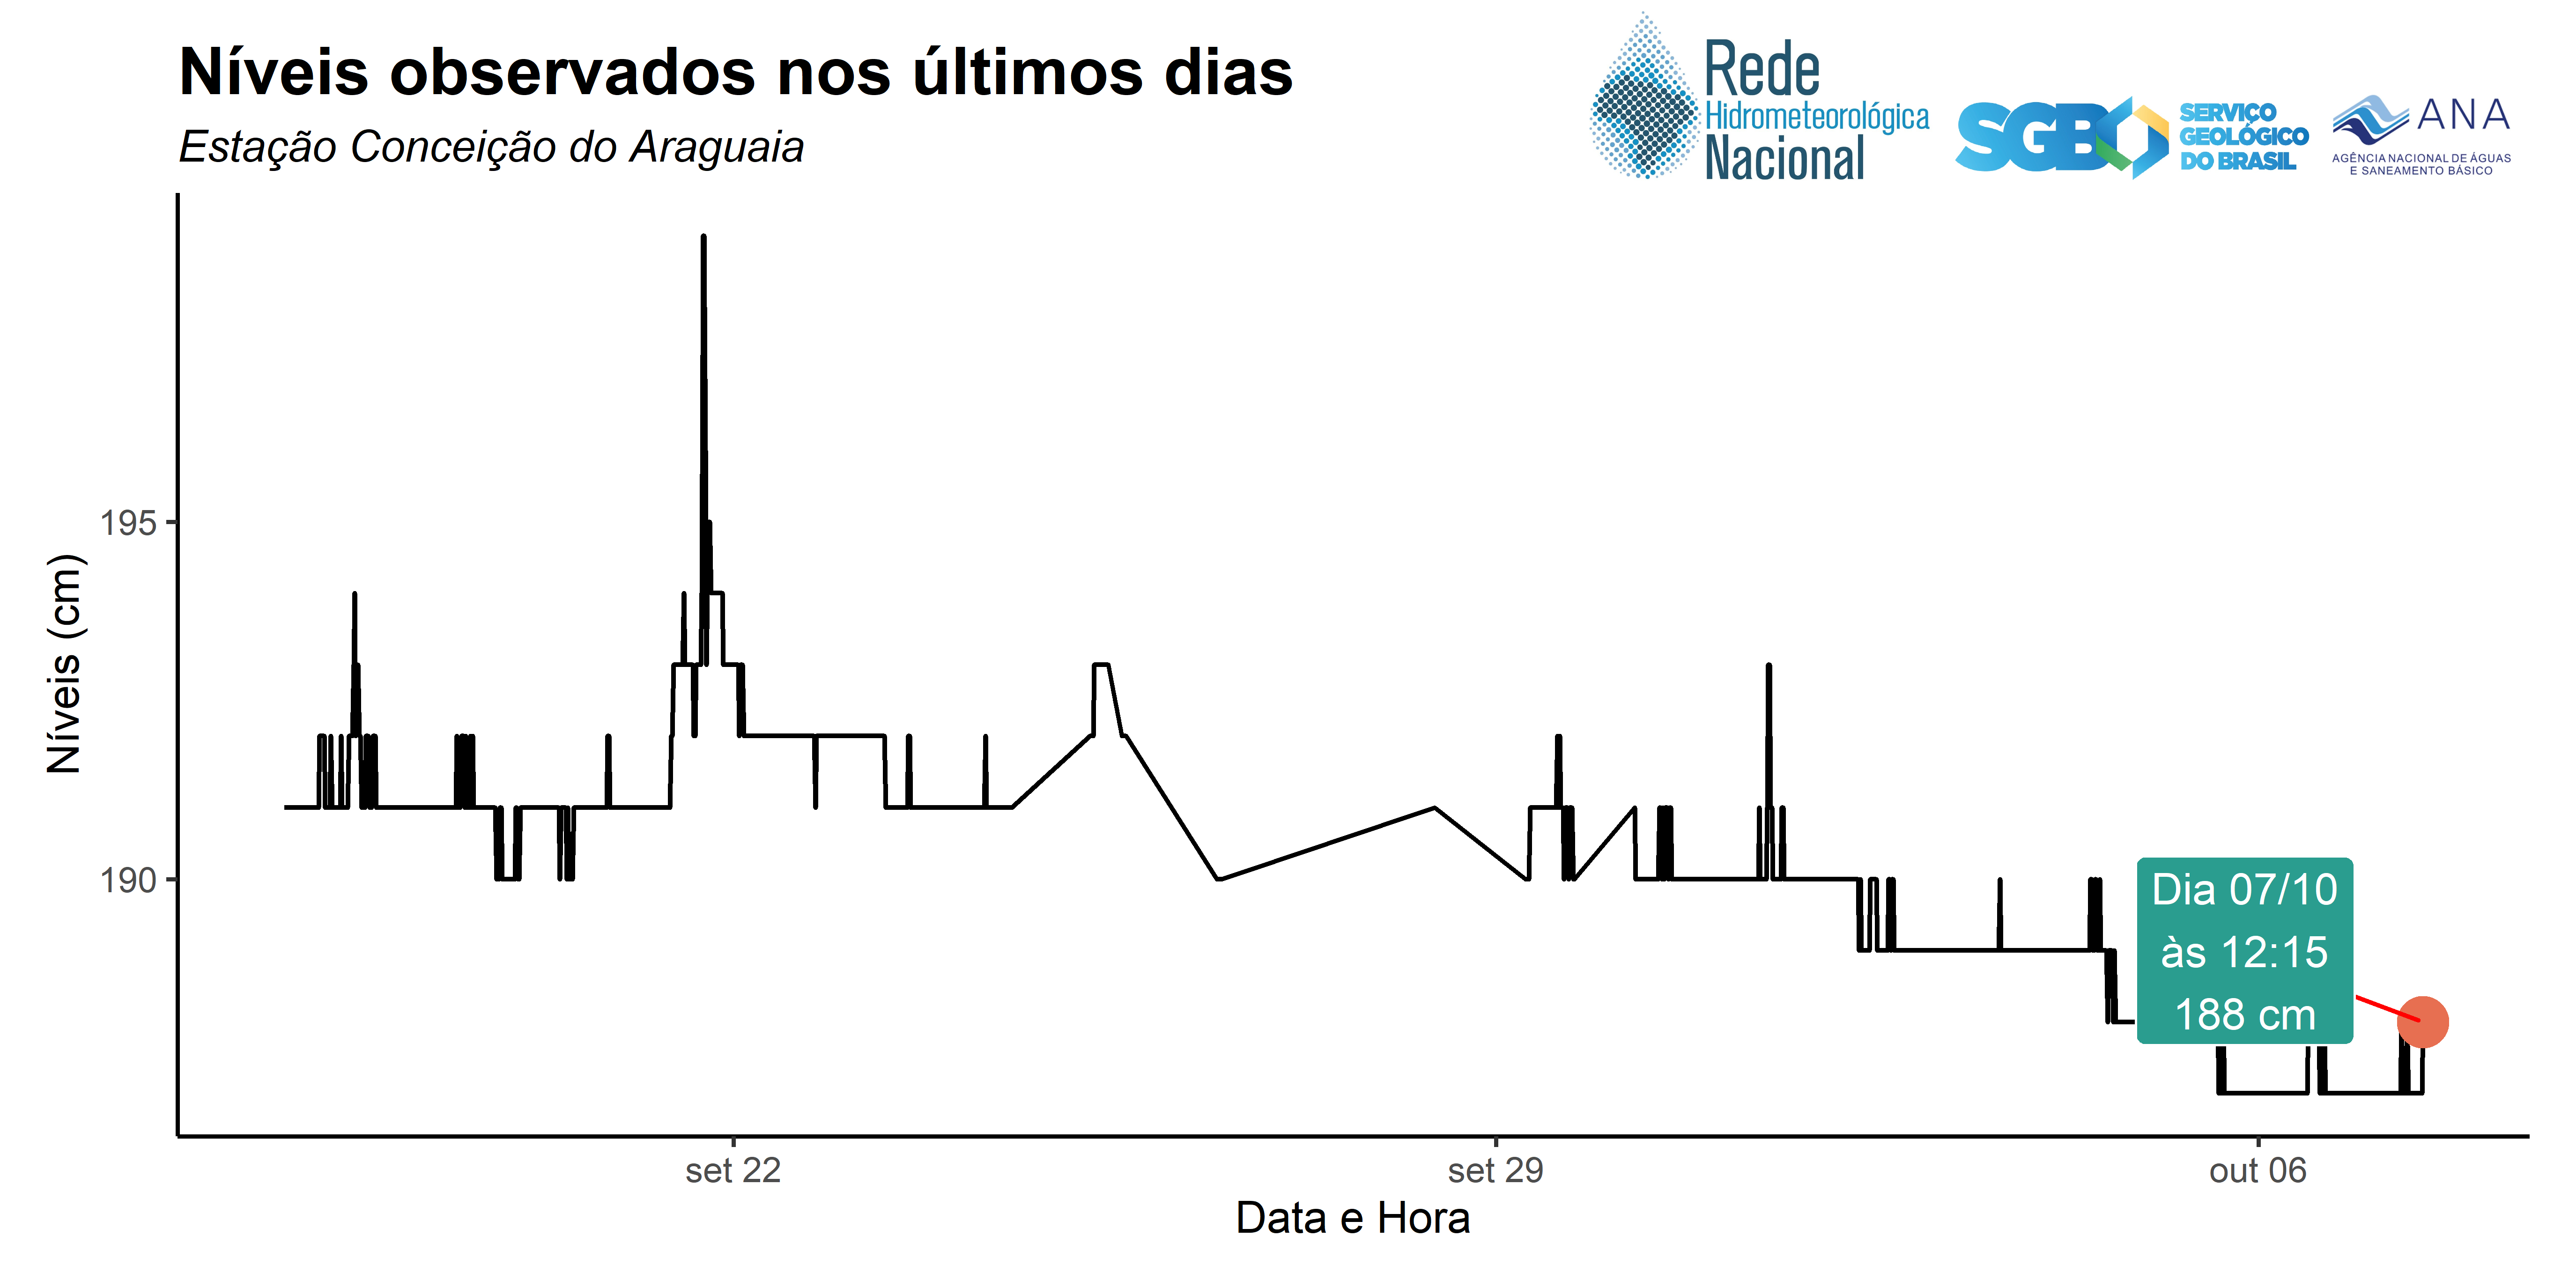 Níveis observados nos últimos dias
Estação Conceição do Araguaia
Rede
Hidrometeorológica
Nacional
SGB
SERVIÇO
GEOLÓGICO
DO BRASIL
ANA
AGÊNCIA NACIONAL DE ÁGUAS
E SANEAMENTO BÁSICO
Níveis (cm)
195
190
Dia 07/10
às 12:15
188 cm
set 22
set 29
out 06
Data e Hora